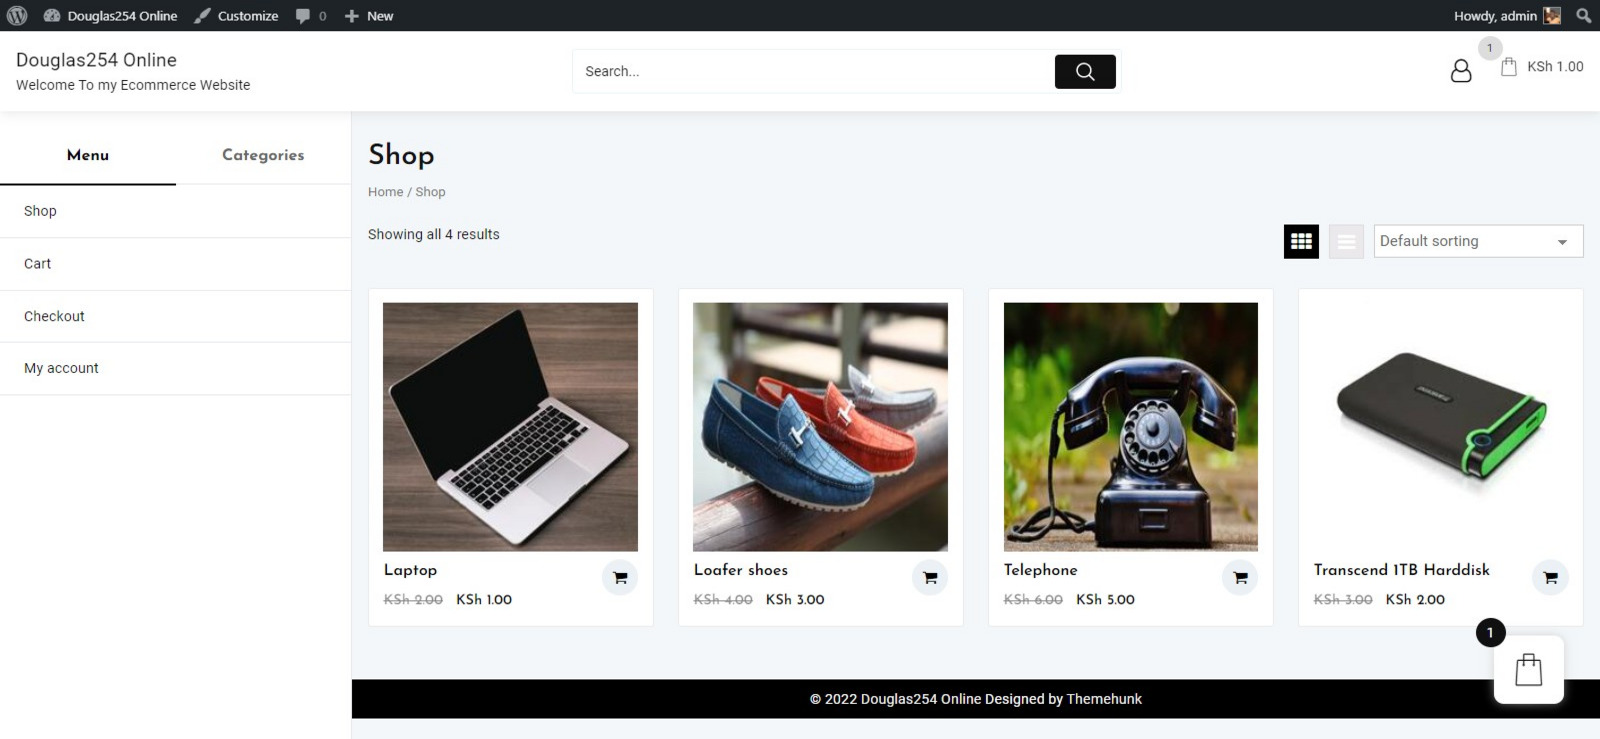 Douglas254 Online Customize 0 New Howdy, admin
Douglas254 Online
Welcome To my Ecommerce Website
Search...
1
KSh 1.00
Menu Categories
Shop
Cart
Checkout
My account
Shop
Home / Shop
Showing all 4 results
Default sorting
Laptop
KSh 2.00 KSh 1.00
Loafer shoes
KSh 4.00 KSh 3.00
Telephone
KSh 6.00 KSh 5.00
Transcend 1TB Harddisk
KSh 3.00 KSh 2.00
1
© 2022 Douglas254 Online Designed by Themehunk